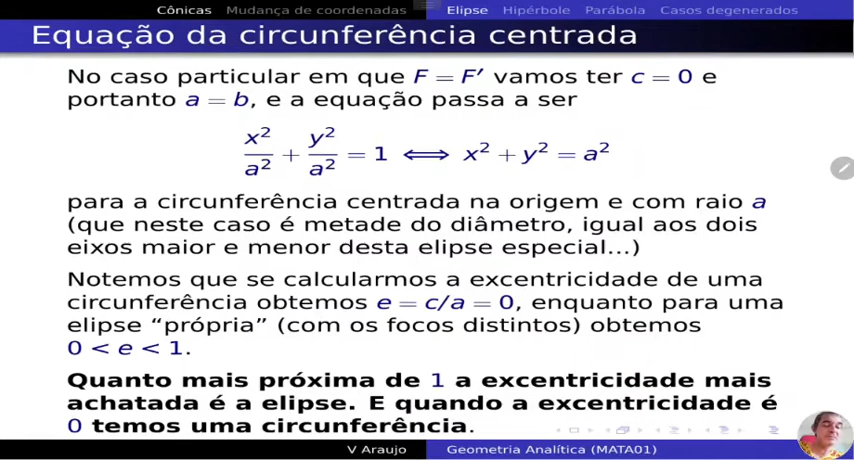 Cônicas Mudança de coordenadas Elipse Hipérbole Parábola Casos degenerados
Equação da circunferência centrada
No caso particular em que F = F′ vamos ter c = 0 e
portanto a = b, e a equação passa a ser
x²/a² + y²/a² = 1 ⟺ x² + y² = a²
para a circunferência centrada na origem e com raio a
(que neste caso é metade do diâmetro, igual aos dois
eixos maior e menor desta elipse especial...)
Notemos que se calcularmos a excentricidade de uma
circunferência obtemos e = c/a = 0, enquanto para uma
elipse “própria” (com os focos distintos) obtemos
0 < e < 1.
Quanto mais próxima de 1 a excentricidade mais
achatada é a elipse. E quando a excentricidade é
0 temos uma circunferência.
V Araujo Geometria Analítica (MATA01)